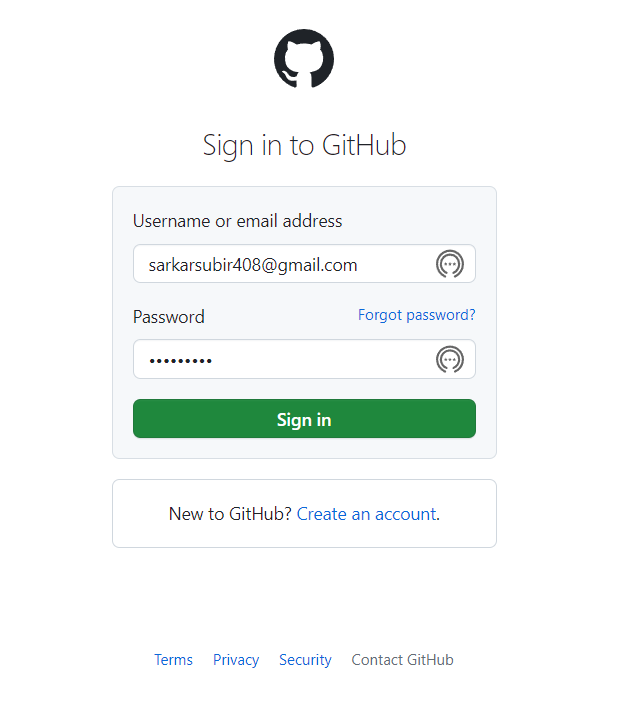 Sign in to GitHub
Username or email address
sarkarsubir408@gmail.com
Password Forgot password?
•••••••••
Sign in
New to GitHub? Create an account.
Terms Privacy Security Contact GitHub